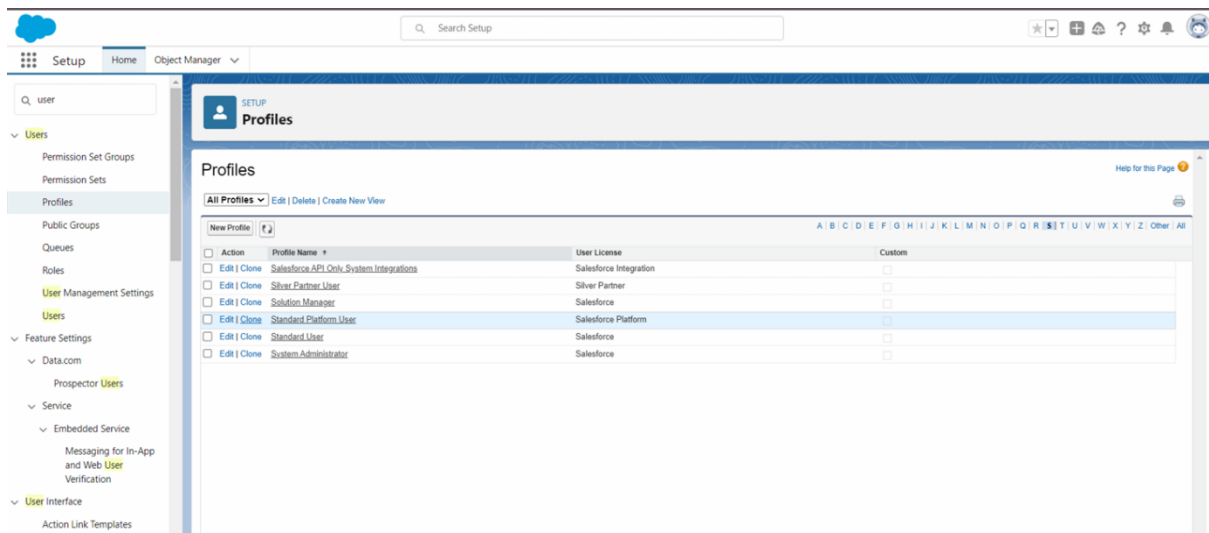 Search Setup
Setup
Home
Object Manager
user
Users
Permission Set Groups
Permission Sets
Profiles
Public Groups
Queues
Roles
User Management Settings
Users
Feature Settings
Data.com
Prospector Users
Service
Embedded Service
Messaging for In-App
and Web User
Verification
User Interface
Action Link Templates
SETUP
Profiles
Profiles
Help for this Page ?
All Profiles Edit | Delete | Create New View
New Profile
A | B | C | D | E | F | G | H | I | J | K | L | M | N | O | P | Q | R | S | T | U | V | W | X | Y | Z | Other | All
Action Profile Name User License Custom
Edit | Clone Salesforce API Only System Integrations Salesforce Integration
Edit | Clone Silver Partner User Silver Partner
Edit | Clone Solution Manager Salesforce
Edit | Clone Standard Platform User Salesforce Platform
Edit | Clone Standard User Salesforce
Edit | Clone System Administrator Salesforce